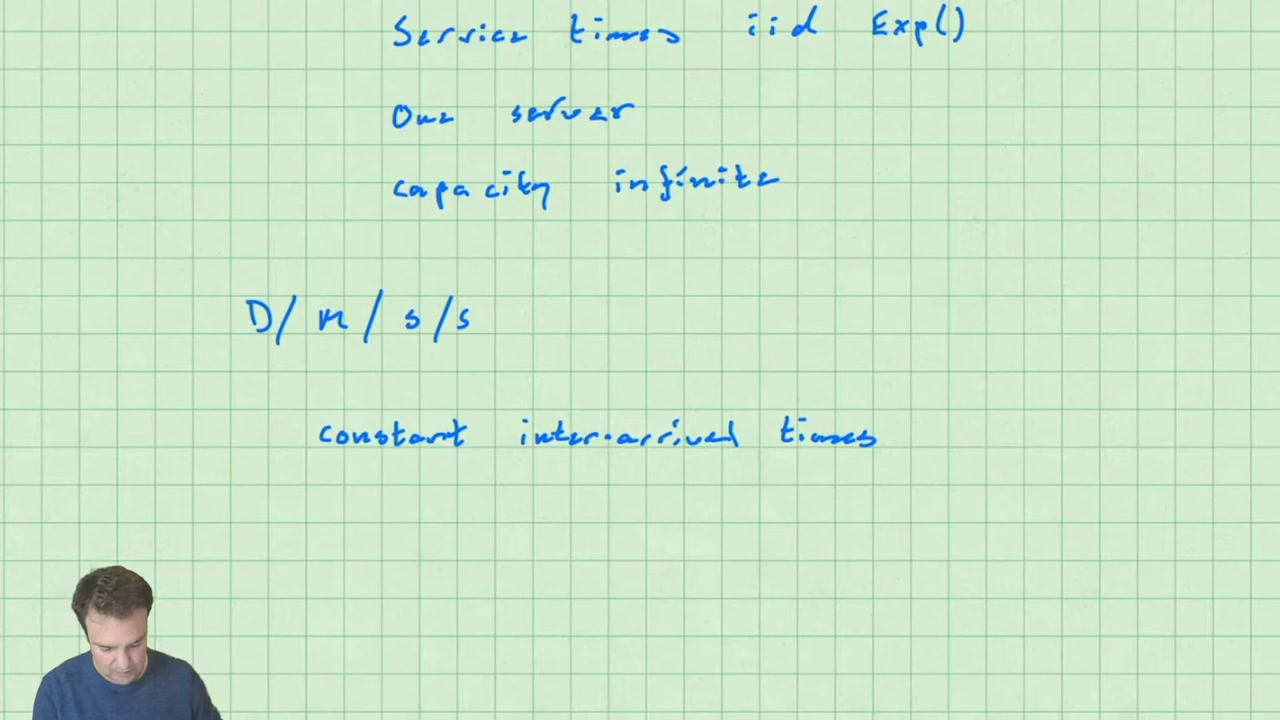 Service times iid Exp()
One server
capacity infinite
D/M/s/s
constant inter-arrival times